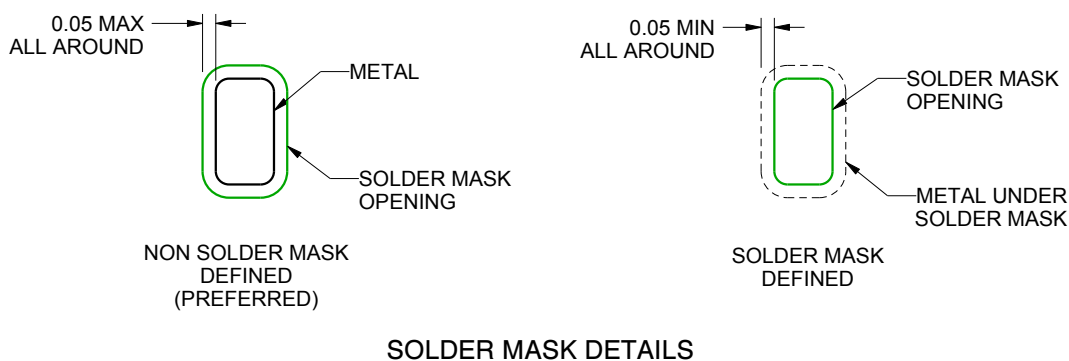 0.05 MAX
ALL AROUND
METAL
SOLDER MASK
OPENING
NON SOLDER MASK
DEFINED
(PREFERRED)
0.05 MIN
ALL AROUND
SOLDER MASK
OPENING
METAL UNDER
SOLDER MASK
SOLDER MASK
DEFINED
SOLDER MASK DETAILS